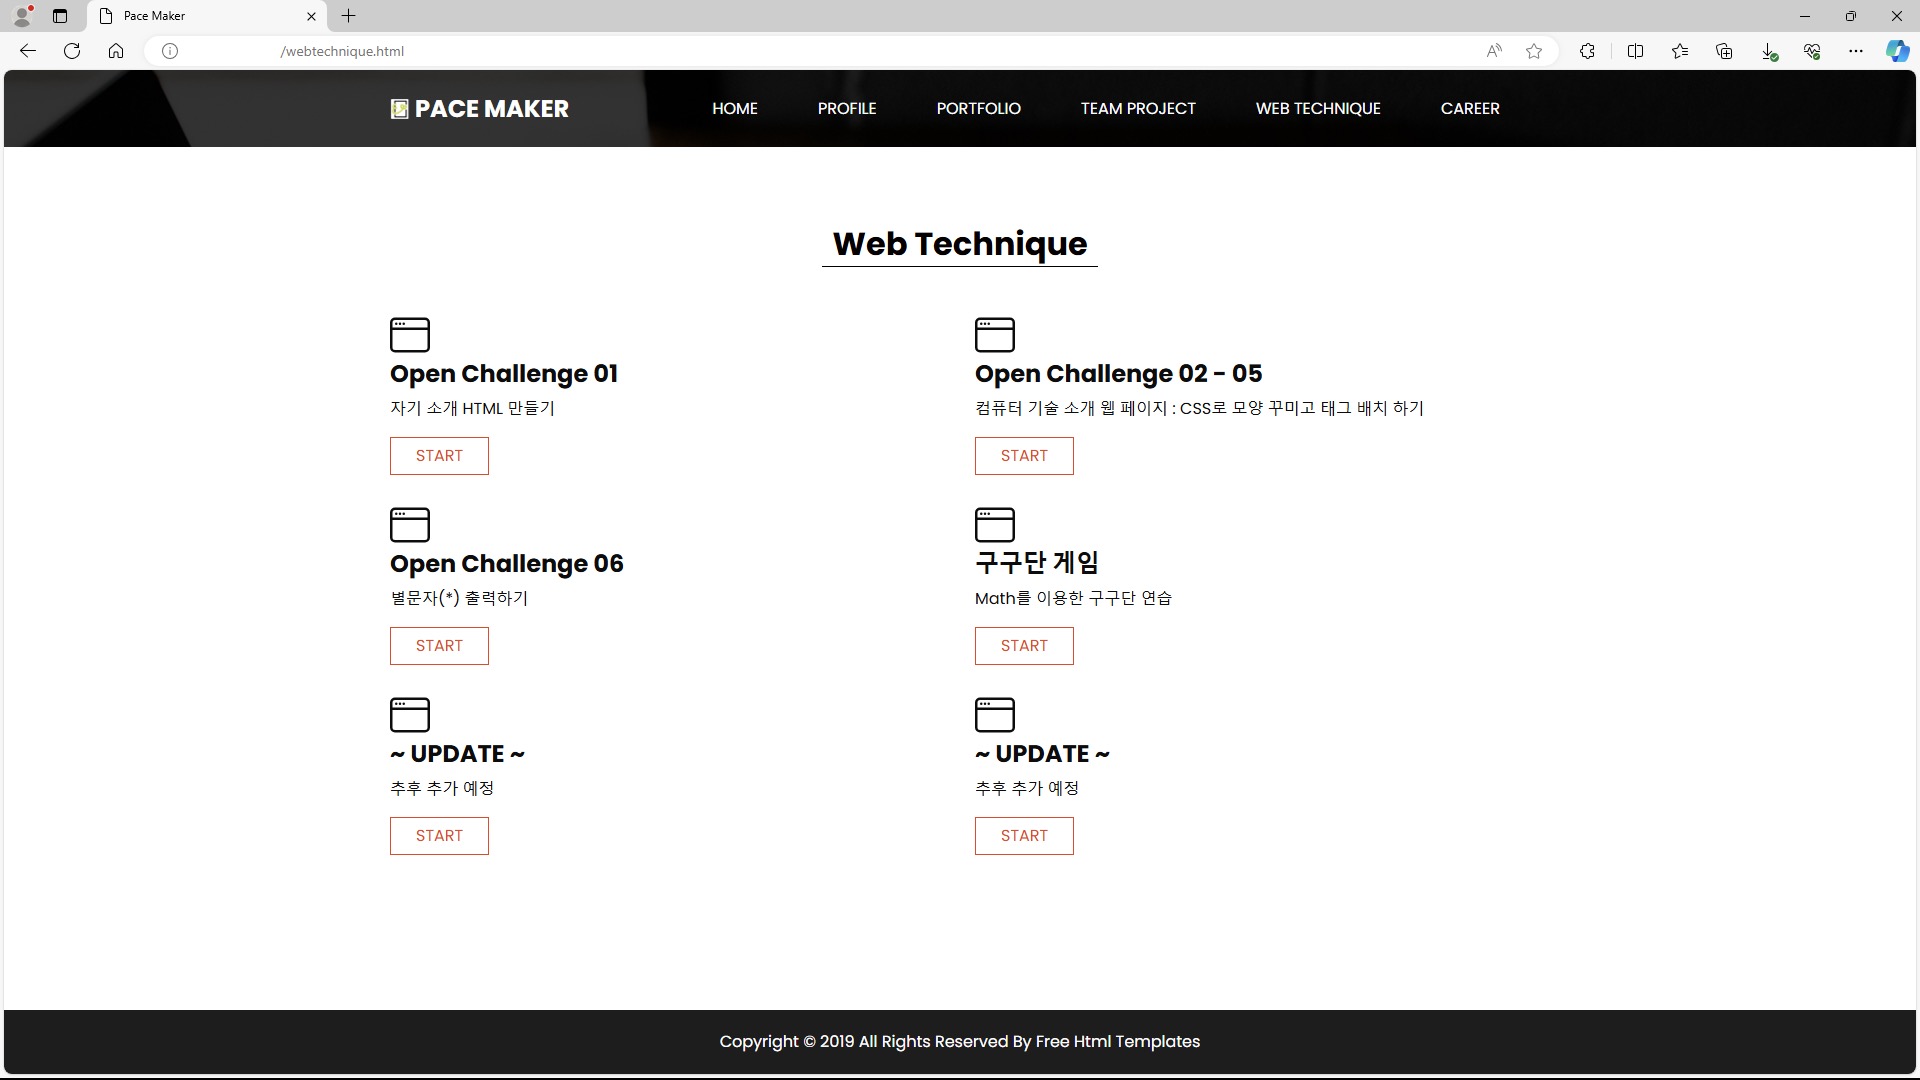 Pace Maker
/webtechnique.html
PACE MAKER
HOME PROFILE PORTFOLIO TEAM PROJECT WEB TECHNIQUE CAREER
Web Technique
Open Challenge 01
자기 소개 HTML 만들기
START
Open Challenge 02 - 05
컴퓨터 기술 소개 웹 페이지 : CSS로 모양 꾸미고 태그 배치 하기
START
Open Challenge 06
별문자(*) 출력하기
START
구구단 게임
Math를 이용한 구구단 연습
START
~ UPDATE ~
추후 추가 예정
START
~ UPDATE ~
추후 추가 예정
START
Copyright © 2019 All Rights Reserved By Free Html Templates